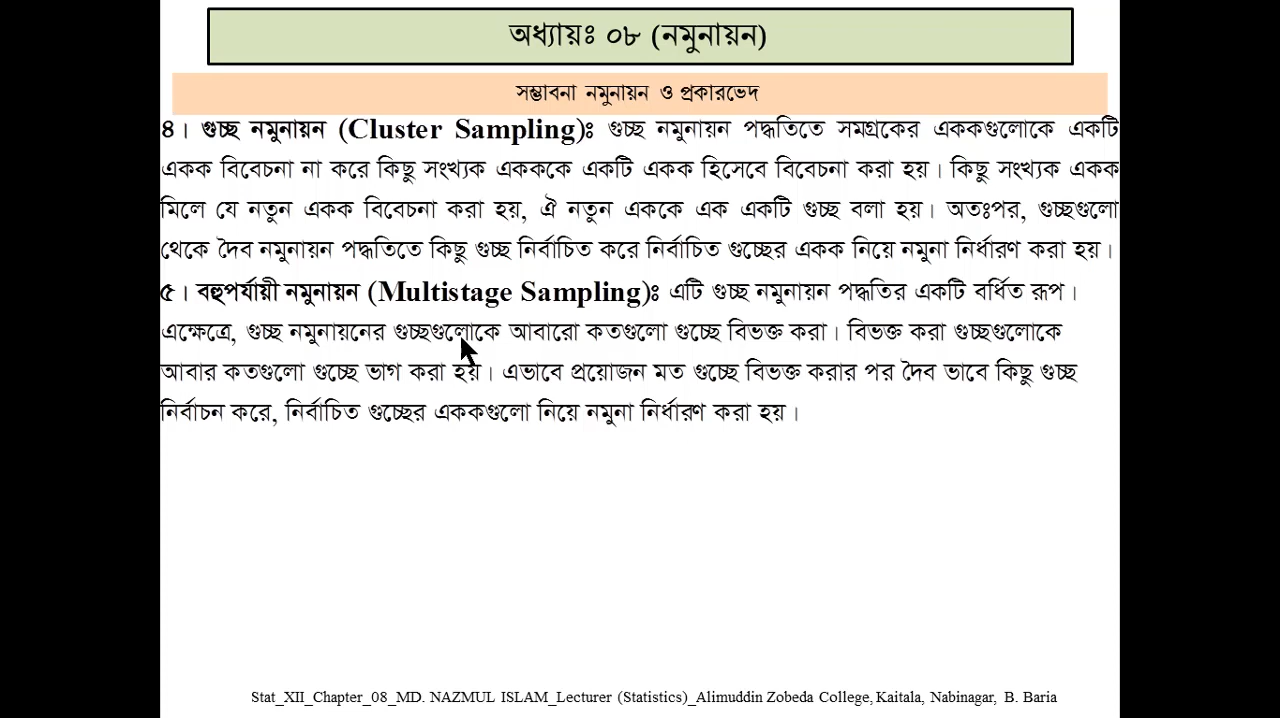 অধ্যায়ঃ ০৮ (নমুনায়ন)
সম্ভাবনা নমুনায়ন ও প্রকারভেদ
৪। গুচ্ছ নমুনায়ন (Cluster Sampling)ঃ গুচ্ছ নমুনায়ন পদ্ধতিতে সমগ্রকের এককগুলোকে একটি
একক বিবেচনা না করে কিছু সংখ্যক একককে একটি একক হিসেবে বিবেচনা করা হয়। কিছু সংখ্যক একক
মিলে যে নতুন একক বিবেচনা করা হয়, ঐ নতুন এককে এক একটি গুচ্ছ বলা হয়। অতঃপর, গুচ্ছগুলো
থেকে দৈব নমুনায়ন পদ্ধতিতে কিছু গুচ্ছ নির্বাচিত করে নির্বাচিত গুচ্ছের একক নিয়ে নমুনা নির্ধারণ করা হয়।
৫। বহুপর্যায়ী নমুনায়ন (Multistage Sampling)ঃ এটি গুচ্ছ নমুনায়ন পদ্ধতির একটি বর্ধিত রূপ।
এক্ষেত্রে, গুচ্ছ নমুনায়নের গুচ্ছগুলোকে আবারো কতগুলো গুচ্ছে বিভক্ত করা। বিভক্ত করা গুচ্ছগুলোকে
আবার কতগুলো গুচ্ছে ভাগ করা হয়। এভাবে প্রয়োজন মত গুচ্ছে বিভক্ত করার পর দৈব ভাবে কিছু গুচ্ছ
নির্বাচন করে, নির্বাচিত গুচ্ছের এককগুলো নিয়ে নমুনা নির্ধারণ করা হয়।
Stat_XII_Chapter_08_MD. NAZMUL ISLAM_Lecturer (Statistics)_Alimuddin Zobeda College, Kaitala, Nabinagar, B. Baria